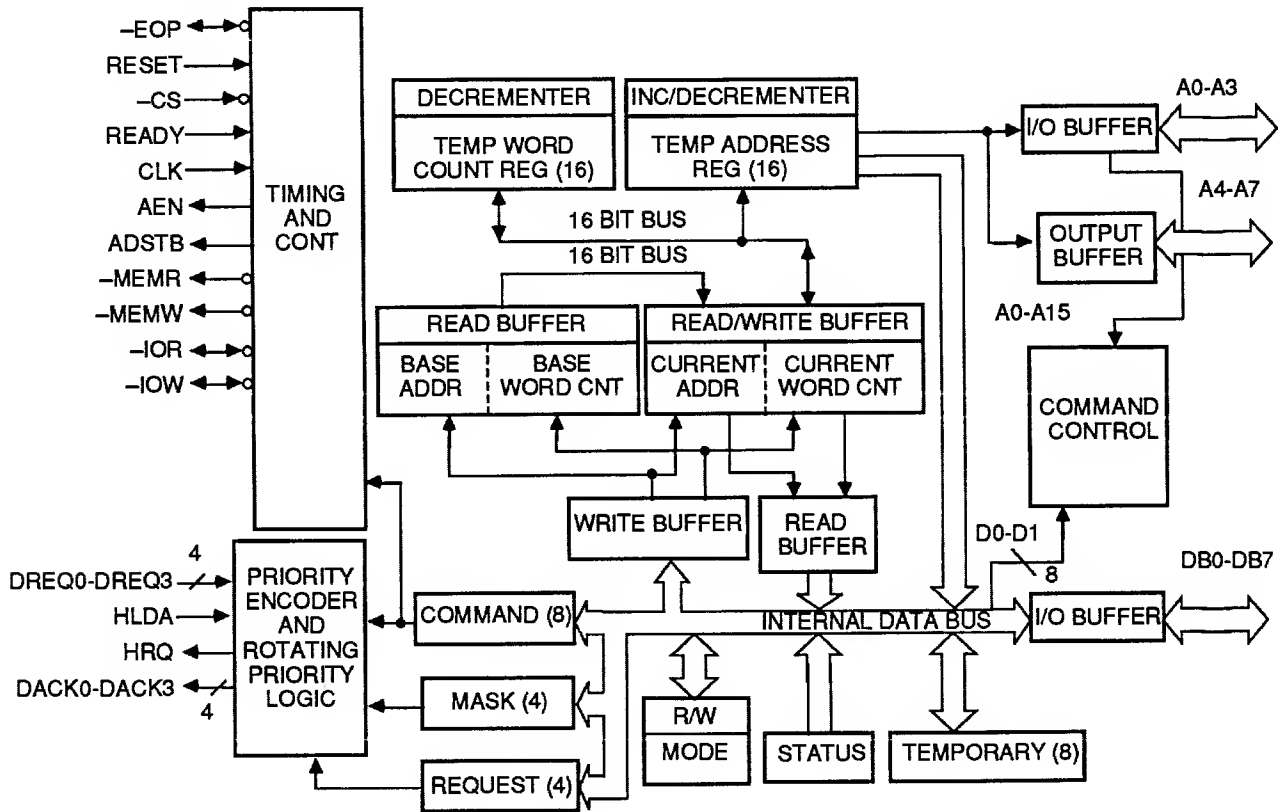 –EOP
RESET
–CS
READY
CLK
AEN
ADSTB
–MEMR
–MEMW
–IOR
–IOW
TIMING
AND
CONT
DECREMENTER
TEMP WORD
COUNT REG (16)
INC/DECREMENTER
TEMP ADDRESS
REG (16)
16 BIT BUS
16 BIT BUS
I/O BUFFER
A0-A3
A4-A7
OUTPUT
BUFFER
A0-A15
READ BUFFER
BASE
ADDR
BASE
WORD CNT
READ/WRITE BUFFER
CURRENT
ADDR
CURRENT
WORD CNT
COMMAND
CONTROL
WRITE BUFFER
READ
BUFFER
D0-D1
8
DB0-DB7
4
DREQ0-DREQ3
HLDA
HRQ
DACK0-DACK3
4
PRIORITY
ENCODER
AND
ROTATING
PRIORITY
LOGIC
COMMAND (8)
MASK (4)
REQUEST (4)
INTERNAL DATA BUS
I/O BUFFER
R/W
MODE
STATUS
TEMPORARY (8)